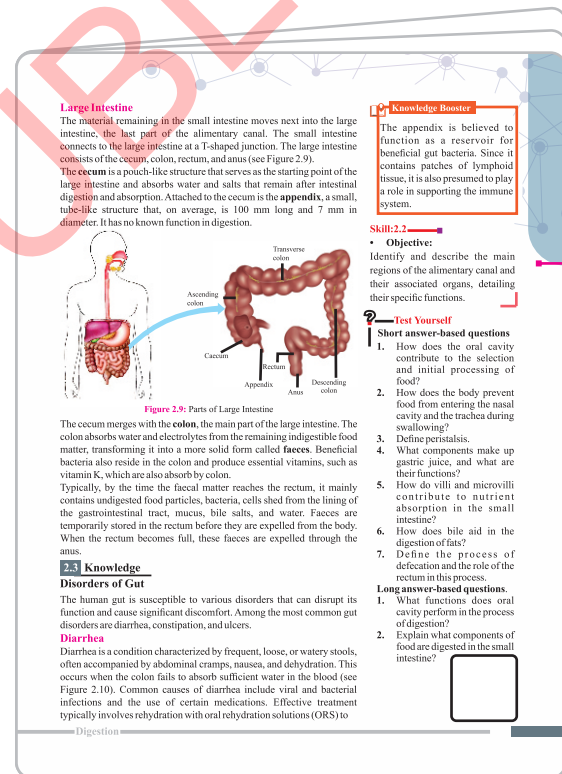 Large Intestine
The material remaining in the small intestine moves next into the large
intestine, the last part of the alimentary canal. The small intestine
connects to the large intestine at a T-shaped junction. The large intestine
consists of the cecum, colon, rectum, and anus (see Figure 2.9).
The cecum is a pouch-like structure that serves as the starting point of the
large intestine and absorbs water and salts that remain after intestinal
digestion and absorption. Attached to the cecum is the appendix, a small,
tube-like structure that, on average, is 100 mm long and 7 mm in
diameter. It has no known function in digestion.
Transverse
colon
Ascending
colon
Caecum
Rectum
Appendix
Anus
Descending
colon
Figure 2.9: Parts of Large Intestine
The cecum merges with the colon, the main part of the large intestine. The
colon absorbs water and electrolytes from the remaining indigestible food
matter, transforming it into a more solid form called faeces. Beneficial
bacteria also reside in the colon and produce essential vitamins, such as
vitamin K, which are also absorb by colon.
Typically, by the time the faecal matter reaches the rectum, it mainly
contains undigested food particles, bacteria, cells shed from the lining of
the gastrointestinal tract, mucus, bile salts, and water. Faeces are
temporarily stored in the rectum before they are expelled from the body.
When the rectum becomes full, these faeces are expelled through the
anus.
2.3 Knowledge
Disorders of Gut
The human gut is susceptible to various disorders that can disrupt its
function and cause significant discomfort. Among the most common gut
disorders are diarrhea, constipation, and ulcers.
Diarrhea
Diarrhea is a condition characterized by frequent, loose, or watery stools,
often accompanied by abdominal cramps, nausea, and dehydration. This
occurs when the colon fails to absorb sufficient water in the blood (see
Figure 2.10). Common causes of diarrhea include viral and bacterial
infections and the use of certain medications. Effective treatment
typically involves rehydration with oral rehydration solutions (ORS) to
Knowledge Booster
The appendix is believed to
function as a reservoir for
beneficial gut bacteria. Since it
contains patches of lymphoid
tissue, it is also presumed to play
a role in supporting the immune
system.
Skill:2.2
• Objective:
Identify and describe the main
regions of the alimentary canal and
their associated organs, detailing
their specific functions.
? Test Yourself
Short answer-based questions
1. How does the oral cavity
contribute to the selection
and initial processing of
food?
2. How does the body prevent
food from entering the nasal
cavity and the trachea during
swallowing?
3. Define peristalsis.
4. What components make up
gastric juice, and what are
their functions?
5. How do villi and microvilli
contribute to nutrient
absorption in the small
intestine?
6. How does bile aid in the
digestion of fats?
7. Define the process of
defecation and the role of the
rectum in this process.
Long answer-based questions.
1. What functions does oral
cavity perform in the process
of digestion?
2. Explain what components of
food are digested in the small
intestine?
Digestion